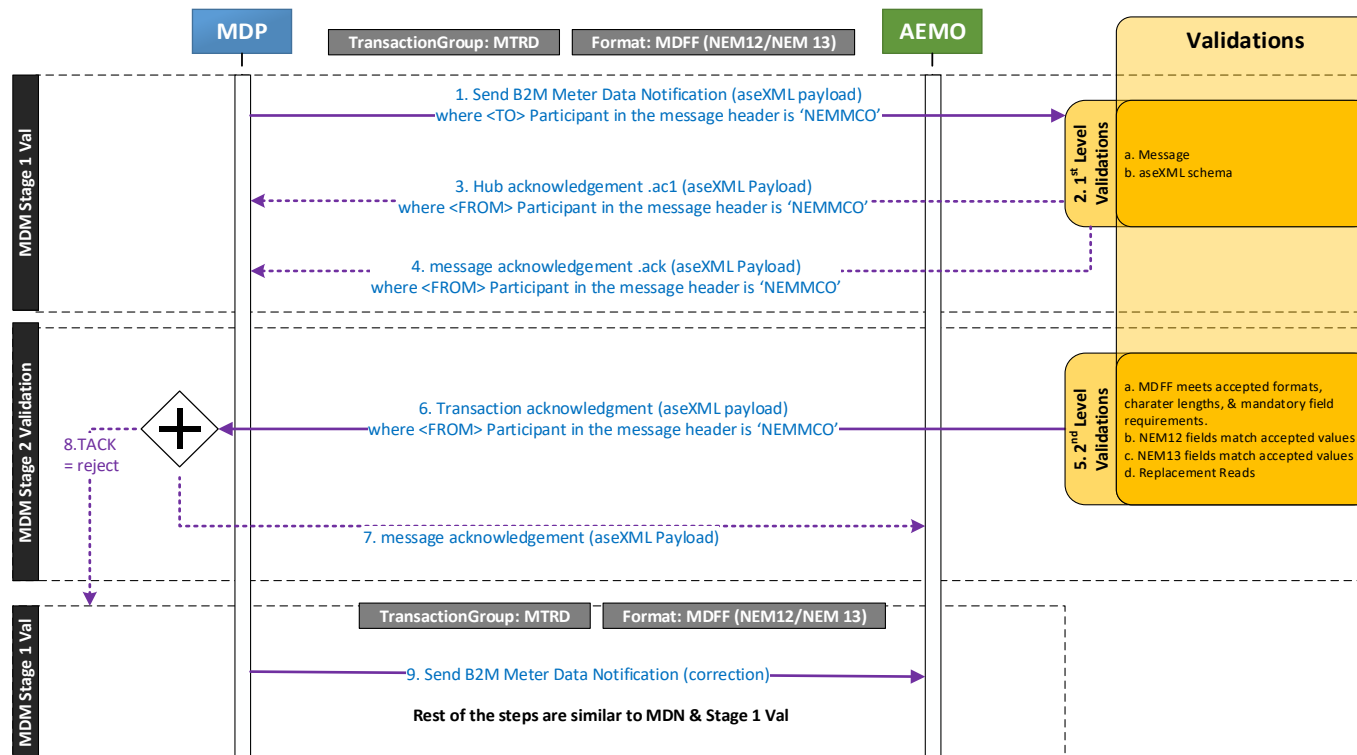 MDP
TransactionGroup: MTRD
Format: MDFF (NEM12/NEM 13)
AEMO
Validations
MDM Stage 1 Val
1. Send B2M Meter Data Notification (aseXML payload)
where <TO> Participant in the message header is ‘NEMMCO’
2. 1st Level
Validations
a. Message
b. aseXML schema
3. Hub acknowledgement .ac1 (aseXML Payload)
where <FROM> Participant in the message header is ‘NEMMCO’
4. message acknowledgement .ack (aseXML Payload)
where <FROM> Participant in the message header is ‘NEMMCO’
MDM Stage 2 Validation
5. 2nd Level
Validations
a. MDFF meets accepted formats,
charater lengths, & mandatory field
requirements.
b. NEM12 fields match accepted values
c. NEM13 fields match accepted values
d. Replacement Reads
6. Transaction acknowledgment (aseXML payload)
where <FROM> Participant in the message header is ‘NEMMCO’
8.TACK
= reject
7. message acknowledgement (aseXML Payload)
MDM Stage 1 Val
TransactionGroup: MTRD
Format: MDFF (NEM12/NEM 13)
9. Send B2M Meter Data Notification (correction)
Rest of the steps are similar to MDN & Stage 1 Val